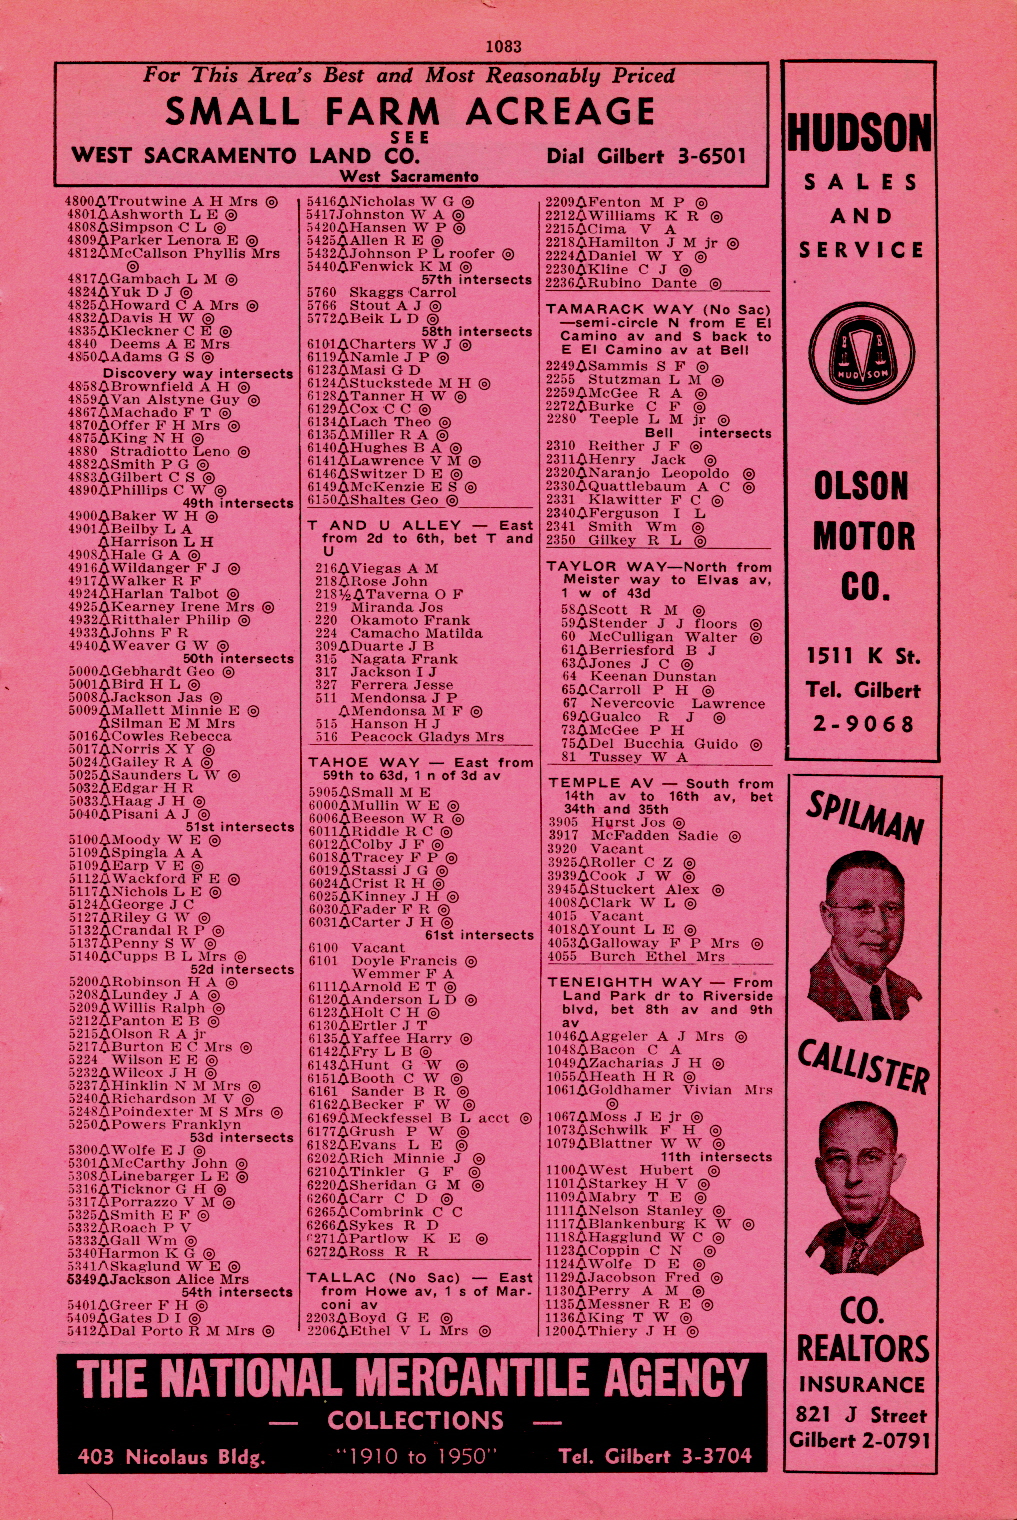 1083
For This Area's Best and Most Reasonably Priced
SMALL FARM ACREAGE
SEE
WEST SACRAMENTO LAND CO. Dial Gilbert 3-6501
West Sacramento
4800△Troutwine A H Mrs ◎
4801△Ashworth L E ◎
4808△Simpson C L ◎
4809△Parker Lenora E ◎
4812△McCallson Phyllis Mrs
◎
4817△Gambach L M ◎
4824△Yuk D J ◎
4825△Howard C A Mrs ◎
4832△Davis H W ◎
4835△Kleckner C E ◎
4840 Deems A E Mrs
4850△Adams G S ◎
Discovery way intersects
4858△Brownfield A H ◎
4859△Van Alstyne Guy ◎
4867△Machado F T ◎
4870△Offer F H Mrs ◎
4875△King N H ◎
4880 Stradiotto Leno ◎
4882△Smith P G ◎
4883△Gilbert C S ◎
4890△Phillips C W ◎
49th intersects
4900△Baker W H ◎
4901△Beilby L A
△Harrison L H
4908△Hale G A ◎
4916△Wildanger F J ◎
4917△Walker R F
4924△Harlan Talbot ◎
4925△Kearney Irene Mrs ◎
4932△Ritthaler Philip ◎
4933△Johns F R
4940△Weaver G W ◎
50th intersects
5000△Gebhardt Geo ◎
5001△Bird H L ◎
5008△Jackson Jas ◎
5009△Mallett Minnie E ◎
△Silman E M Mrs
5016△Cowles Rebecca
5017△Norris X Y ◎
5024△Gailey R A ◎
5025△Saunders L W ◎
5032△Edgar H R
5033△Haag J H ◎
5040△Pisani A J ◎
51st intersects
5100△Moody W E ◎
5109△Spingla A A
5109△Earp V E ◎
5112△Wackford F E ◎
5117△Nichols L E ◎
5124△George J C
5127△Riley G W ◎
5132△Crandal R P ◎
5137△Penny S W ◎
5140△Cupps B L Mrs ◎
52d intersects
5200△Robinson H A ◎
5208△Lundey J A ◎
5209△Willis Ralph ◎
5212△Panton E B ◎
5215△Olson R A jr
5217△Burton E C Mrs ◎
5224 Wilson E E ◎
5232△Wilcox J H ◎
5237△Hinklin N M Mrs ◎
5240△Richardson M V ◎
5248△Poindexter M S Mrs ◎
5250△Powers Franklyn
53d intersects
5300△Wolfe E J ◎
5301△McCarthy John ◎
5308△Linebarger L E ◎
5316△Ticknor G H ◎
5317△Porrazzo V M ◎
5325△Smith E F ◎
5332△Roach P V
5333△Gall Wm ◎
5340Harmon K G ◎
5341△Skaglund W E ◎
5349△Jackson Alice Mrs
54th intersects
5401△Greer F H ◎
5409△Gates D I ◎
5412△Dal Porto R M Mrs ◎
5416△Nicholas W G ◎
5417Johnston W A ◎
5420△Hansen W P ◎
5425△Allen R E ◎
5432△Johnson P L roofer ◎
5440△Fenwick K M ◎
57th intersects
5760 Skaggs Carrol
5766 Stout A J ◎
5772△Beik L D ◎
58th intersects
6101△Charters W J ◎
6119△Namle J P ◎
6123△Masi G D
6124△Stuckstede M H ◎
6128△Tanner H W ◎
6129△Cox C C ◎
6134△Lach Theo ◎
6135△Miller R A ◎
6140△Hughes B A ◎
6141△Lawrence V M ◎
6146△Switzer D E ◎
6149△McKenzie E S ◎
6150△Shaltes Geo ◎
T AND U ALLEY — East
from 2d to 6th, bet T and
U
216△Viegas A M
218△Rose John
218½△Taverna O F
219 Miranda Jos
220 Okamoto Frank
224 Camacho Matilda
309△Duarte J B
315 Nagata Frank
317 Jackson I J
327 Ferrera Jesse
511 Mendonsa J P
△Mendonsa M F ◎
515 Hanson H J
516 Peacock Gladys Mrs
TAHOE WAY — East from
59th to 63d, 1 n of 3d av
5905△Small M E
6000△Mullin W E ◎
6006△Beeson W R ◎
6011△Riddle R C ◎
6012△Colby J F ◎
6018△Tracey F P ◎
6019△Stassi J G ◎
6024△Crist R H ◎
6025△Kinney J H ◎
6030△Fader F R ◎
6031△Carter J H ◎
61st intersects
6100 Vacant
6101 Doyle Francis ◎
Wemmer F A
6111△Arnold E T ◎
6120△Anderson L D ◎
6123△Holt C H ◎
6130△Ertler J T
6135△Yaffee Harry ◎
6142△Fry L B ◎
6143△Hunt G W ◎
6151△Booth C W ◎
6161 Sander B R ◎
6162△Becker F W ◎
6169△Meckfessel B L acct ◎
6177△Grush P W ◎
6182△Evans L E ◎
6202△Rich Minnie J ◎
6210△Tinkler G F ◎
6220△Sheridan G M ◎
6260△Carr C D ◎
6265△Combrink C C
6266△Sykes R D
6271△Partlow K E ◎
6272△Ross R R
TALLAC (No Sac) — East
from Howe av, 1 s of Mar-
coni av
2203△Boyd G E ◎
2206△Ethel V L Mrs ◎
2209△Fenton M P ◎
2212△Williams K R ◎
2215△Cima V A
2218△Hamilton J M jr ◎
2224△Daniel W Y ◎
2230△Kline C J ◎
2236△Rubino Dante ◎
TAMARACK WAY (No Sac)
—semi-circle N from E El
Camino av and S back to
E El Camino av at Bell
2249△Sammis S F ◎
2255 Stutzman L M ◎
2259△McGee R A ◎
2272△Burke C F ◎
2280 Teeple L M jr ◎
Bell intersects
2310 Reither J F ◎
2311△Henry Jack ◎
2320△Naranjo Leopoldo ◎
2330△Quattlebaum A C ◎
2331 Klawitter F C ◎
2340△Ferguson I L
2341 Smith Wm ◎
2350 Gilkey R L ◎
TAYLOR WAY—North from
Meister way to Elvas av,
1 w of 43d
58△Scott R M ◎
59△Stender J J floors ◎
60 McCulligan Walter ◎
61△Berriesford B J
63△Jones J C ◎
64 Keenan Dunstan
65△Carroll P H ◎
67 Nevercovic Lawrence
69△Gualco R J ◎
73△McGee P H
75△Del Bucchia Guido ◎
81 Tussey W A
TEMPLE AV — South from
14th av to 16th av, bet
34th and 35th
3905 Hurst Jos ◎
3917 McFadden Sadie ◎
3920 Vacant
3925△Roller C Z ◎
3939△Cook J W ◎
3945△Stuckert Alex ◎
4008△Clark W L ◎
4015 Vacant
4018△Yount L E ◎
4053△Galloway F P Mrs ◎
4055 Burch Ethel Mrs
TENEIGHTH WAY — From
Land Park dr to Riverside
blvd, bet 8th av and 9th
av
1046△Aggeler A J Mrs ◎
1048△Bacon C A
1049△Zacharias J H ◎
1055△Heath H R ◎
1061△Goldhamer Vivian Mrs
◎
1067△Moss J E jr ◎
1073△Schwilk F H ◎
1079△Blattner W W ◎
11th intersects
1100△West Hubert ◎
1101△Starkey H V ◎
1109△Mabry T E ◎
1111△Nelson Stanley ◎
1117△Blankenburg K W ◎
1118△Hagglund W C ◎
1123△Coppin C N ◎
1124△Wolfe D E ◎
1129△Jacobson Fred ◎
1130△Perry A M ◎
1135△Messner R E ◎
1136△King T W ◎
1200△Thiery J H ◎
HUDSON
SALES
AND
SERVICE
HUDSON
OLSON
MOTOR
CO.
1511 K St.
Tel. Gilbert
2-9068
SPILMAN
CALLISTER
CO.
REALTORS
INSURANCE
821 J Street
Gilbert 2-0791
THE NATIONAL MERCANTILE AGENCY
— COLLECTIONS —
403 Nicolaus Bldg. "1910 to 1950" Tel. Gilbert 3-3704